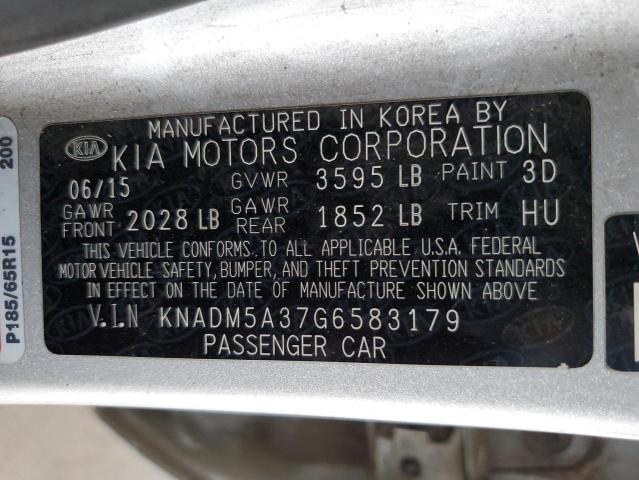 MANUFACTURED IN KOREA BY
KIA KIA MOTORS CORPORATION
06/15 GVWR 3595 LB PAINT 3D
GAWR FRONT 2028 LB GAWR REAR 1852 LB TRIM HU
THIS VEHICLE CONFORMS TO ALL APPLICABLE U.S.A. FEDERAL
MOTOR VEHICLE SAFETY, BUMPER, AND THEFT PREVENTION STANDARDS
IN EFFECT ON THE DATE OF MANUFACTURE SHOWN ABOVE
V.I.N KNADM5A37G6583179
PASSENGER CAR
P185/65R15
200